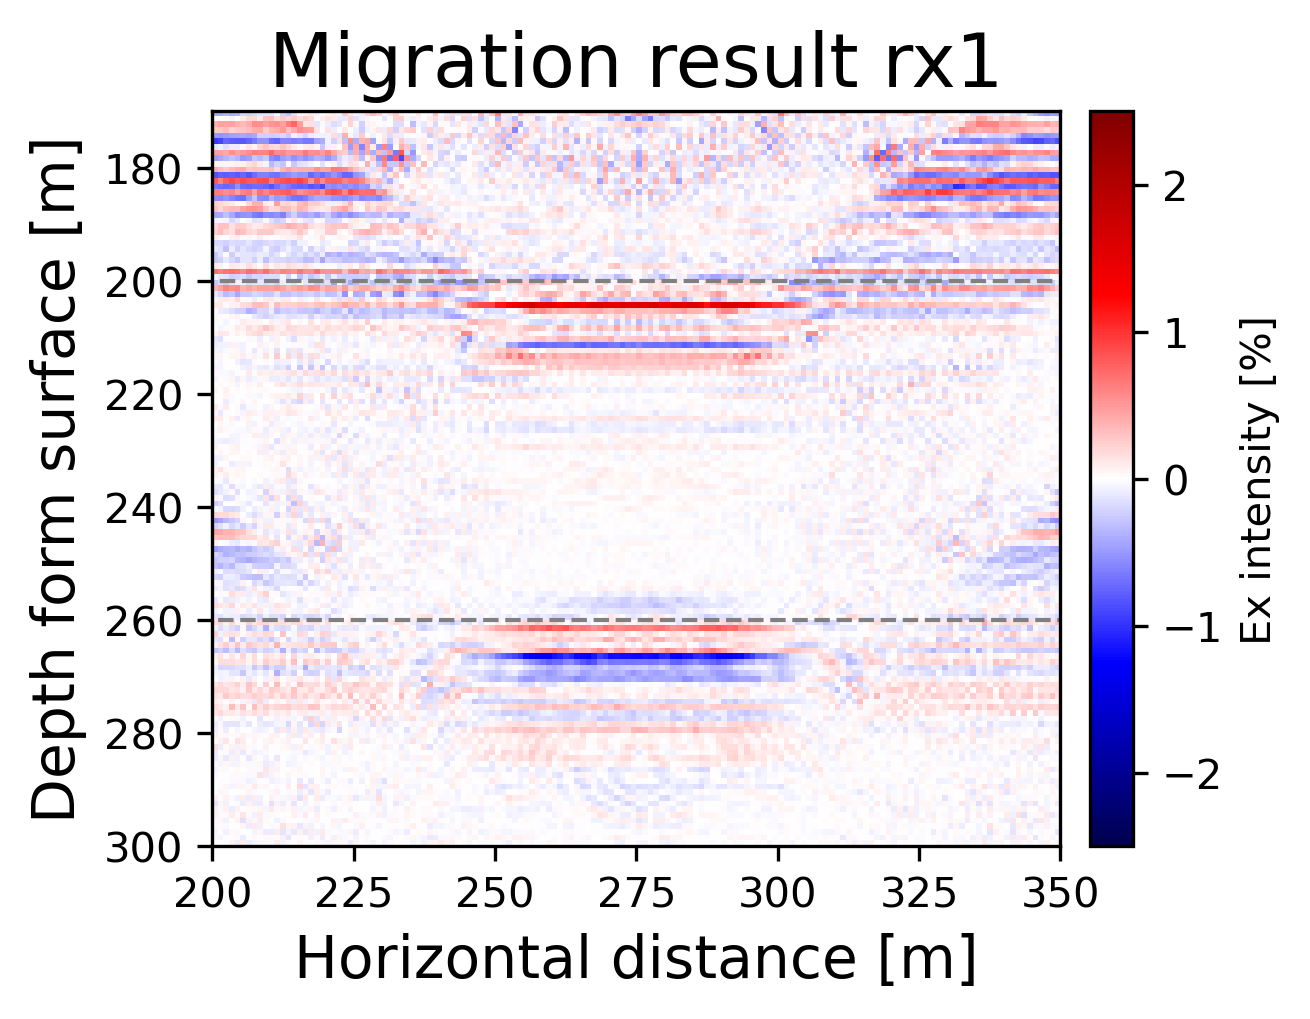 Migration result rx1
Depth form surface [m]
180
200
220
240
260
280
300
200 225 250 275 300 325 350
Horizontal distance [m]
2
1
0
−1
−2
Ex intensity [%]